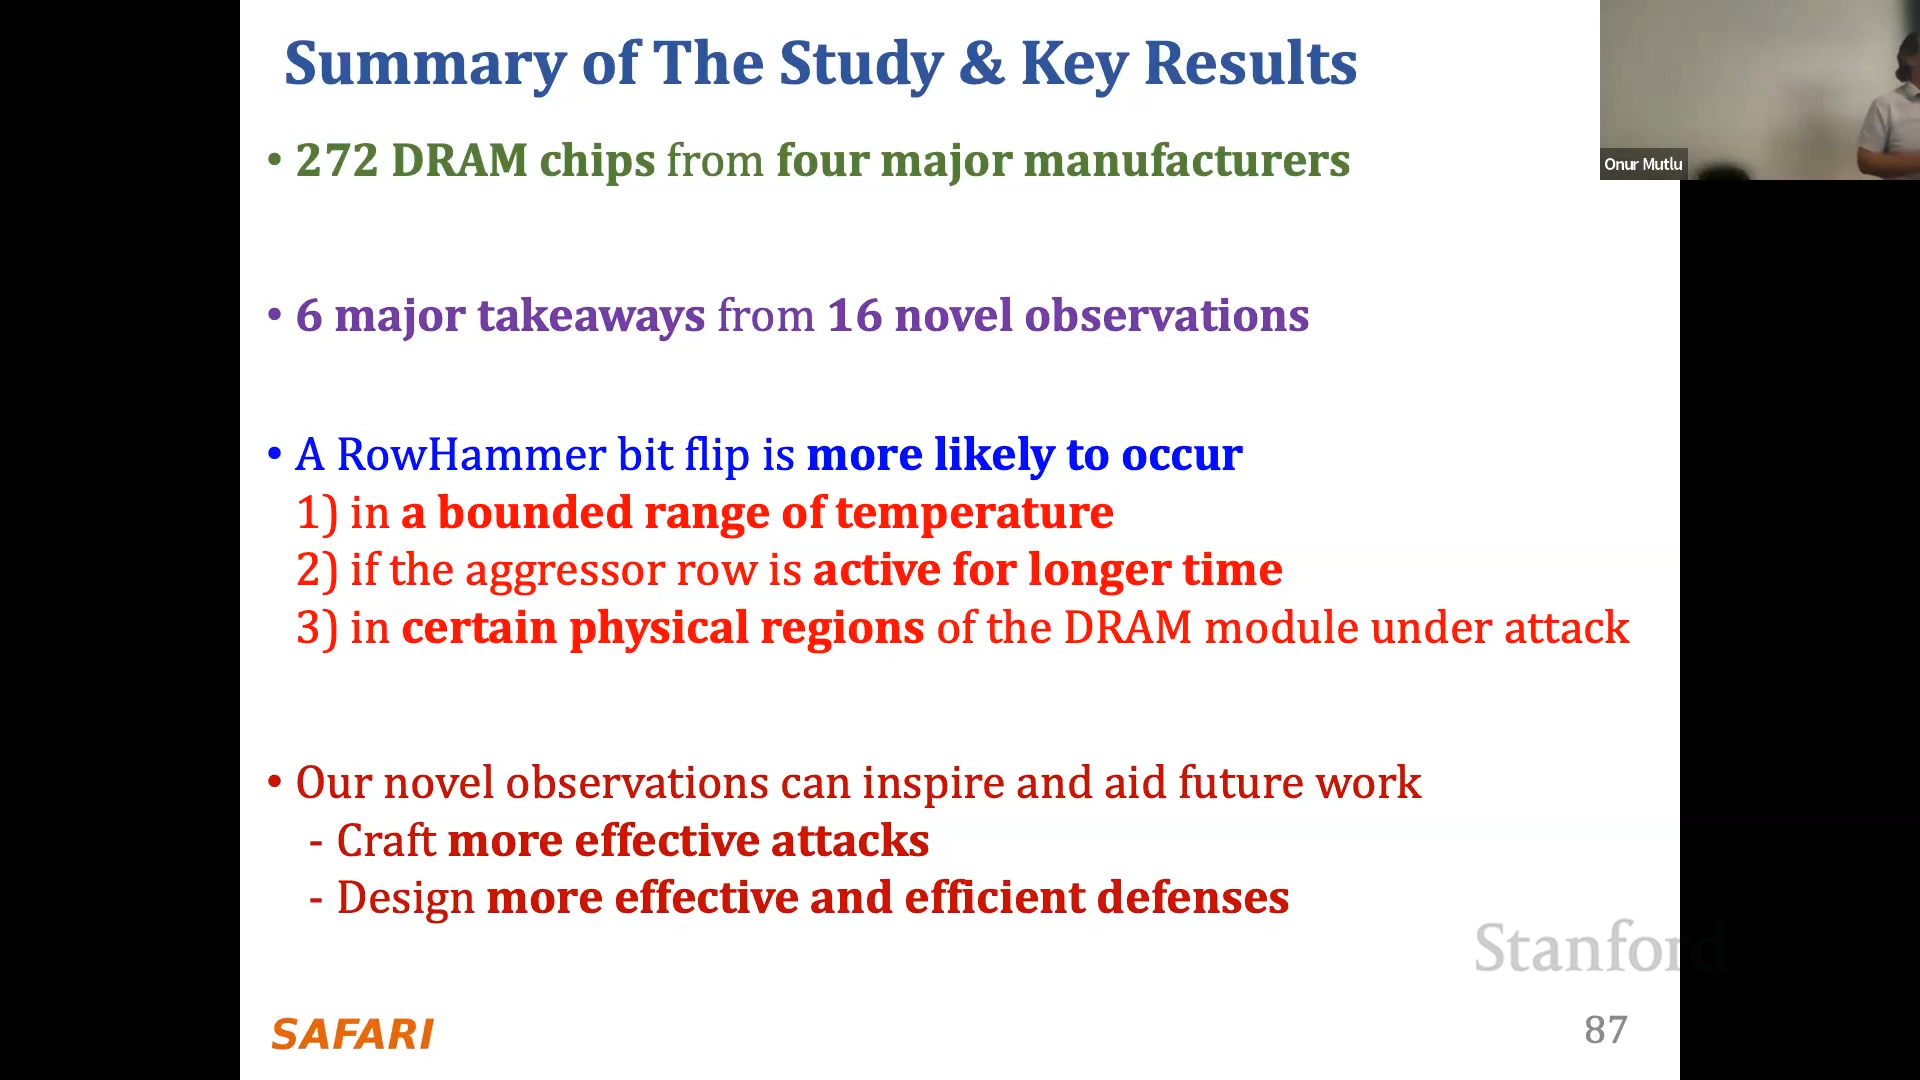 Summary of The Study & Key Results
Onur Mutlu
• 272 DRAM chips from four major manufacturers
• 6 major takeaways from 16 novel observations
• A RowHammer bit flip is more likely to occur
1) in a bounded range of temperature
2) if the aggressor row is active for longer time
3) in certain physical regions of the DRAM module under attack
• Our novel observations can inspire and aid future work
- Craft more effective attacks
- Design more effective and efficient defenses
Stanford
SAFARI
87